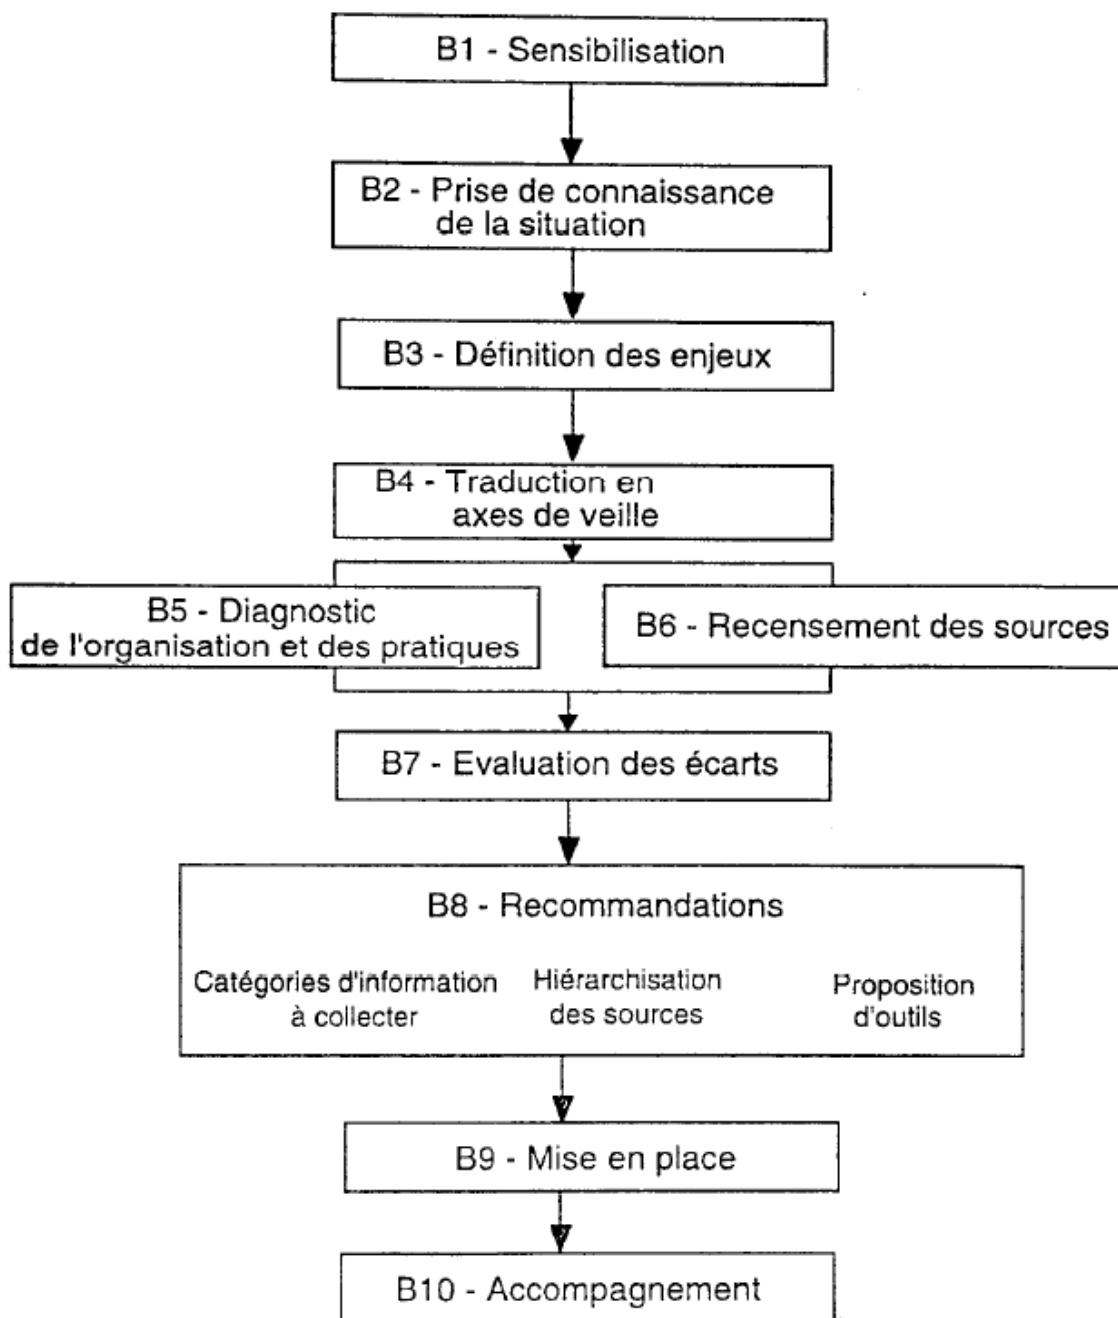 B1 - Sensibilisation
B2 - Prise de connaissance
de la situation
B3 - Définition des enjeux
B4 - Traduction en
axes de veille
B5 - Diagnostic
de l'organisation et des pratiques
B6 - Recensement des sources
B7 - Evaluation des écarts
B8 - Recommandations
Catégories d'information
à collecter
Hiérarchisation
des sources
Proposition
d'outils
B9 - Mise en place
B10 - Accompagnement